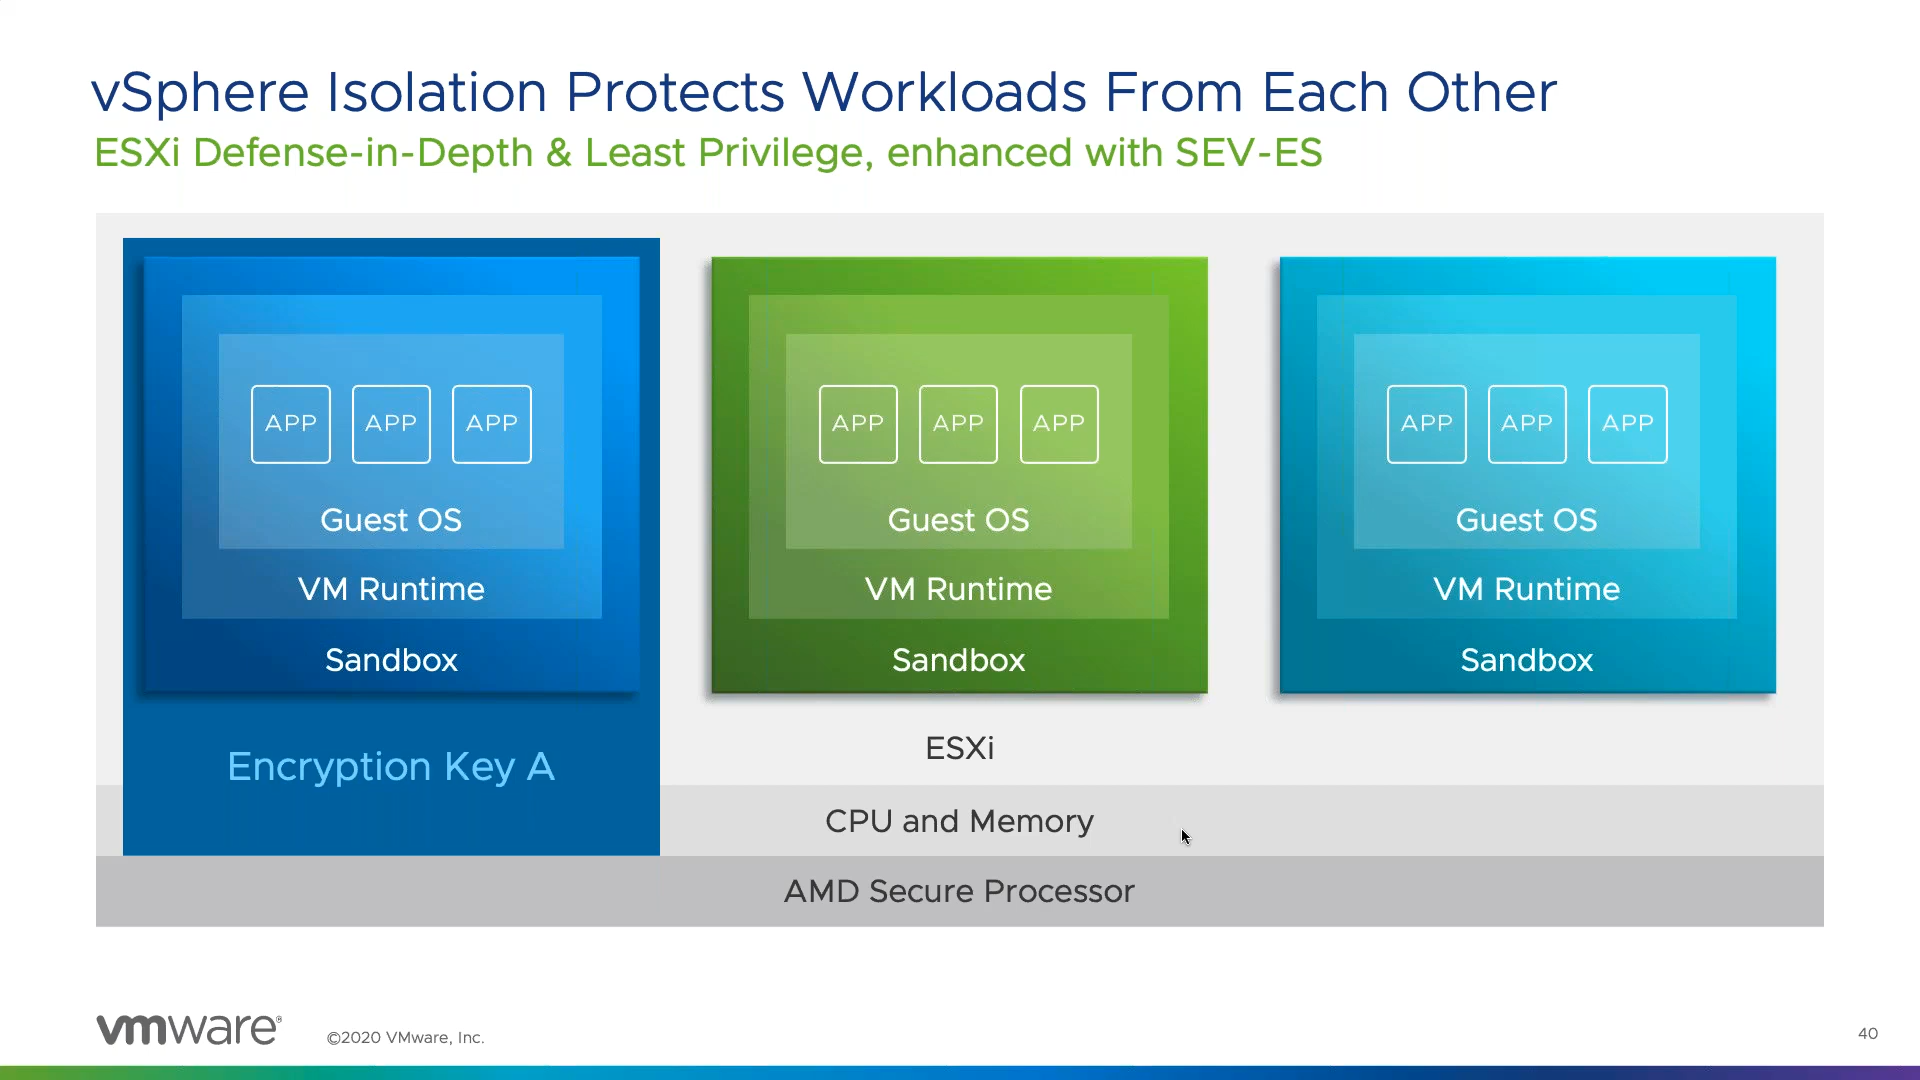 vSphere Isolation Protects Workloads From Each Other
ESXi Defense-in-Depth & Least Privilege, enhanced with SEV-ES
APP APP APP
Guest OS
VM Runtime
Sandbox
Encryption Key A
APP APP APP
Guest OS
VM Runtime
Sandbox
APP APP APP
Guest OS
VM Runtime
Sandbox
ESXi
CPU and Memory
AMD Secure Processor
vmware®
©2020 VMware, Inc.
40